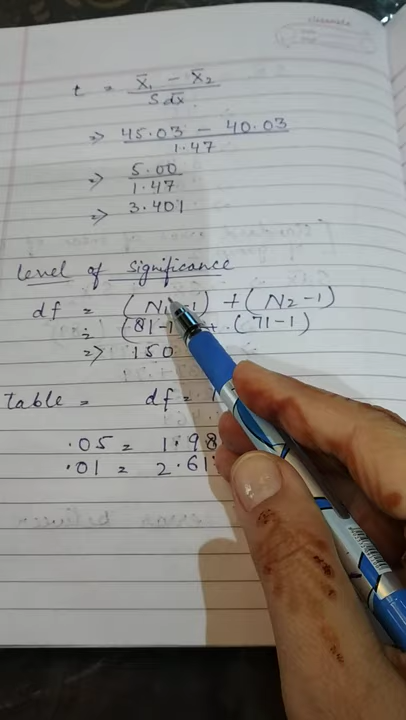 t = X̄₁ - X̄₂
Sdx̄.
=> 45.03 - 40.03
1.47
=> 5.00
1.47
=> 3.401
Level of Significance
df = (N1-1) + (N2-1)
= (81-1) + (71-1)
=> 150
Table = df =
.05 = 1.98
.01 = 2.61